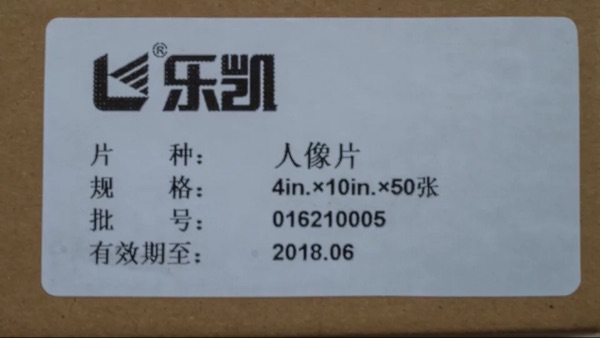 ®乐凯
片 种： 人像片
规 格： 4in.×10in.×50张
批 号： 016210005
有效期至： 2018.06